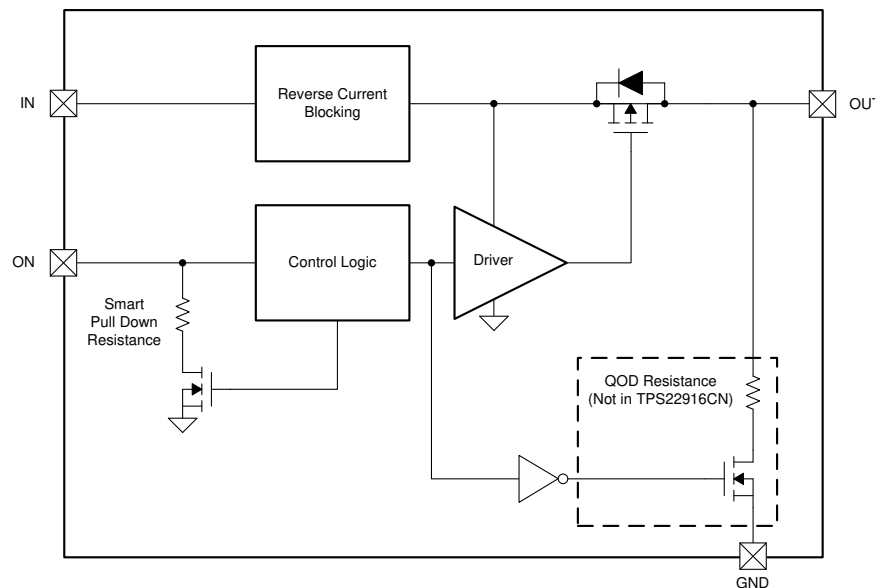 IN
Reverse Current
Blocking
OUT
ON
Control Logic
Driver
Smart
Pull Down
Resistance
QOD Resistance
(Not in TPS22916CN)
GND